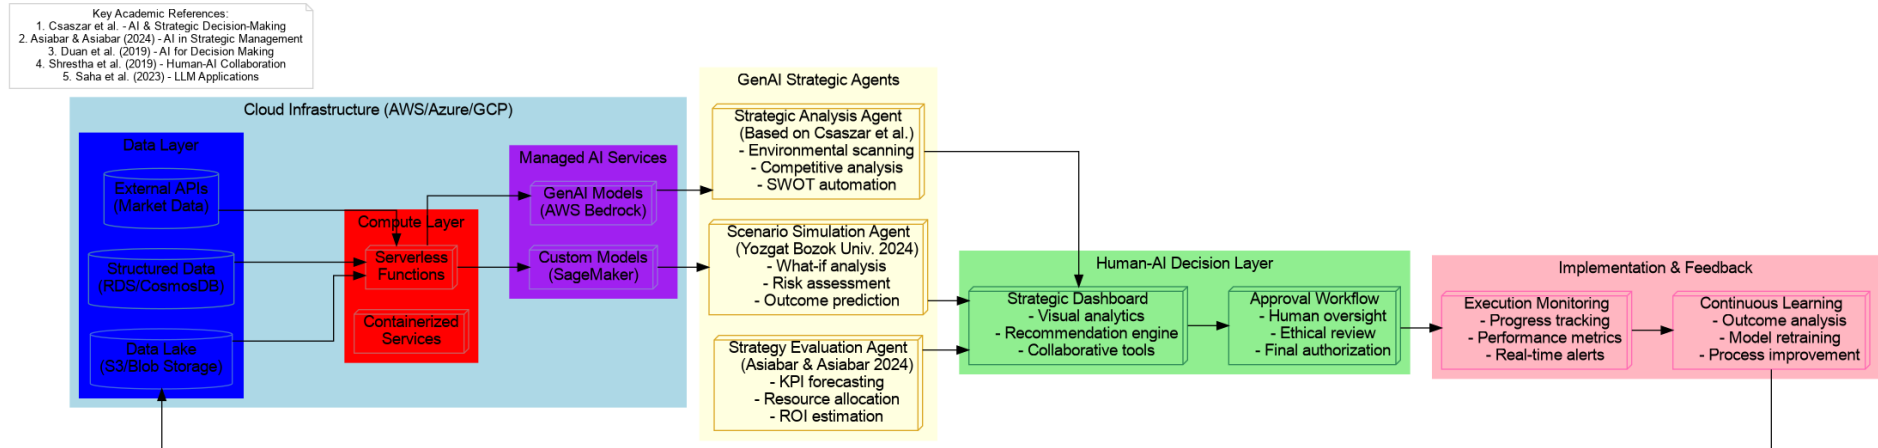 Key Academic References:
1. Csaszar et al. - AI & Strategic Decision-Making
2. Asiabar & Asiabar (2024) - AI in Strategic Management
3. Duan et al. (2019) - AI for Decision Making
4. Shrestha et al. (2019) - Human-AI Collaboration
5. Saha et al. (2023) - LLM Applications
Cloud Infrastructure (AWS/Azure/GCP)
Data Layer
External APIs
(Market Data)
Structured Data
(RDS/CosmosDB)
Data Lake
(S3/Blob Storage)
Compute Layer
Serverless
Functions
Containerized
Services
Managed AI Services
GenAI Models
(AWS Bedrock)
Custom Models
(SageMaker)
GenAI Strategic Agents
Strategic Analysis Agent
(Based on Csaszar et al.)
- Environmental scanning
- Competitive analysis
- SWOT automation
Scenario Simulation Agent
(Yozgat Bozok Univ. 2024)
- What-if analysis
- Risk assessment
- Outcome prediction
Strategy Evaluation Agent
(Asiabar & Asiabar 2024)
- KPI forecasting
- Resource allocation
- ROI estimation
Human-AI Decision Layer
Strategic Dashboard
- Visual analytics
- Recommendation engine
- Collaborative tools
Approval Workflow
- Human oversight
- Ethical review
- Final authorization
Implementation & Feedback
Execution Monitoring
- Progress tracking
- Performance metrics
- Real-time alerts
Continuous Learning
- Outcome analysis
- Model retraining
- Process improvement